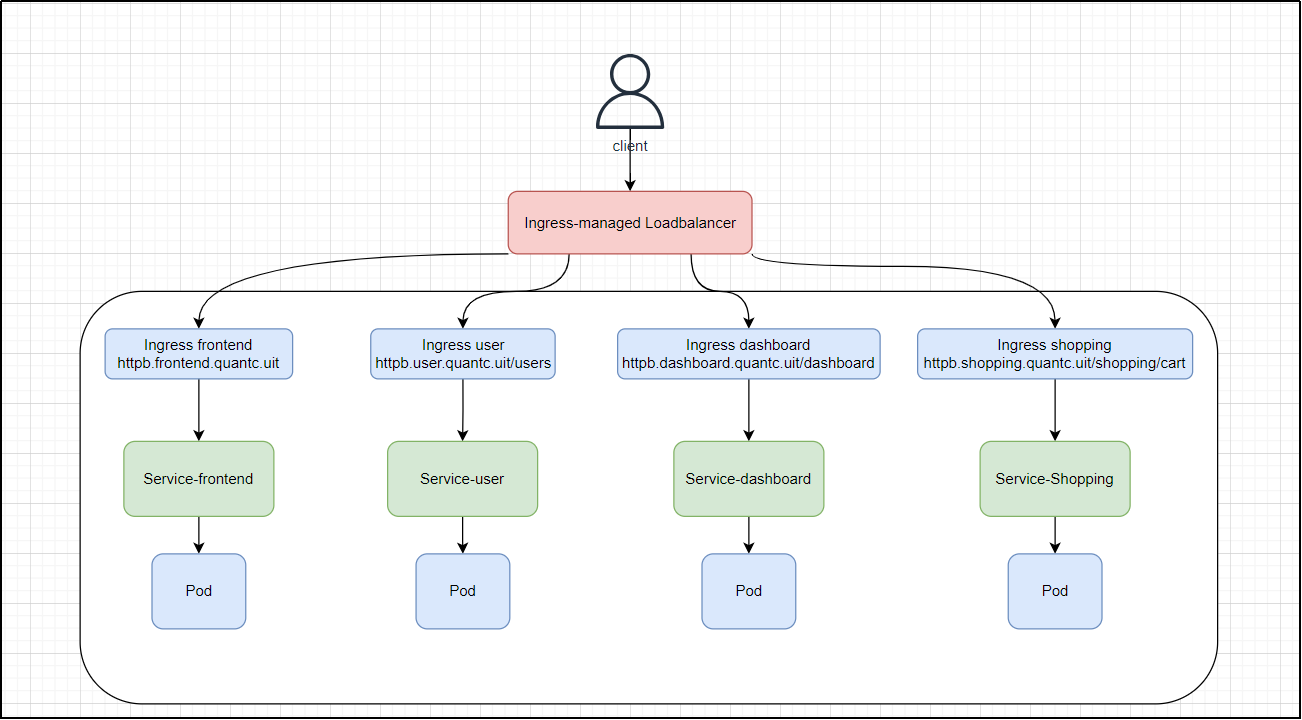 client
Ingress-managed Loadbalancer
Ingress frontend
httpb.frontend.quantc.uit
Ingress user
httpb.user.quantc.uit/users
Ingress dashboard
httpb.dashboard.quantc.uit/dashboard
Ingress shopping
httpb.shopping.quantc.uit/shopping/cart
Service-frontend
Service-user
Service-dashboard
Service-Shopping
Pod
Pod
Pod
Pod